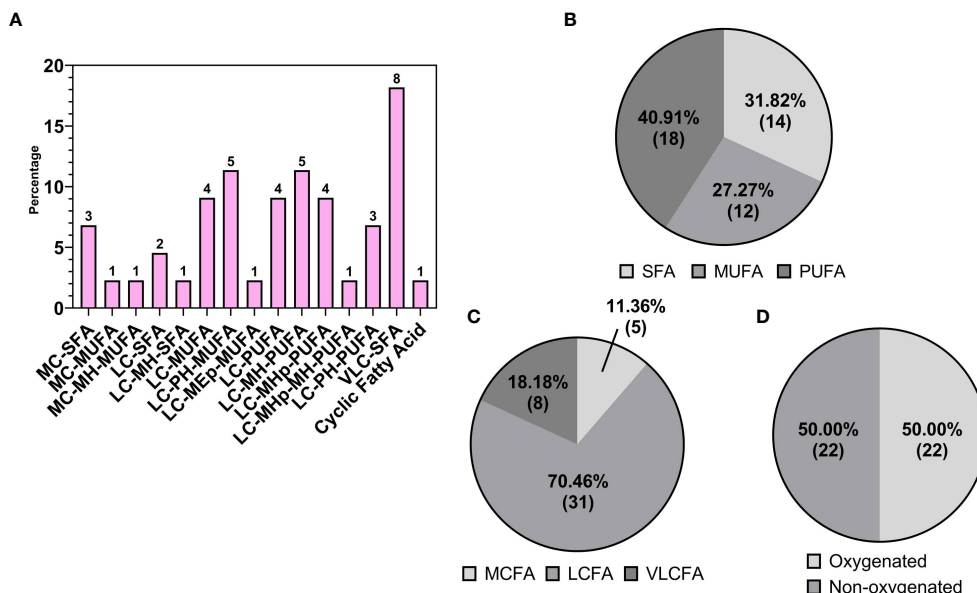 A
Percentage
20
15
10
5
0
3
1
1
2
1
4
5
1
4
5
4
1
3
8
1
MC-SFA
MC-MUFA
MC-MH-MUFA
LC-SFA
LC-MH-SFA
LC-MUFA
LC-PH-MUFA
LC-MEp-MUFA
LC-PUFA
LC-MH-PUFA
LC-MHp-PUFA
LC-MHp-MHPUFA
LC-PH-PUFA
VLC-SFA
Cyclic Fatty Acid
B
31.82%
(14)
40.91%
(18)
27.27%
(12)
SFA MUFA PUFA
C
11.36%
(5)
18.18%
(8)
70.46%
(31)
MCFA LCFA VLCFA
D
50.00%
(22)
50.00%
(22)
Oxygenated
Non-oxygenated